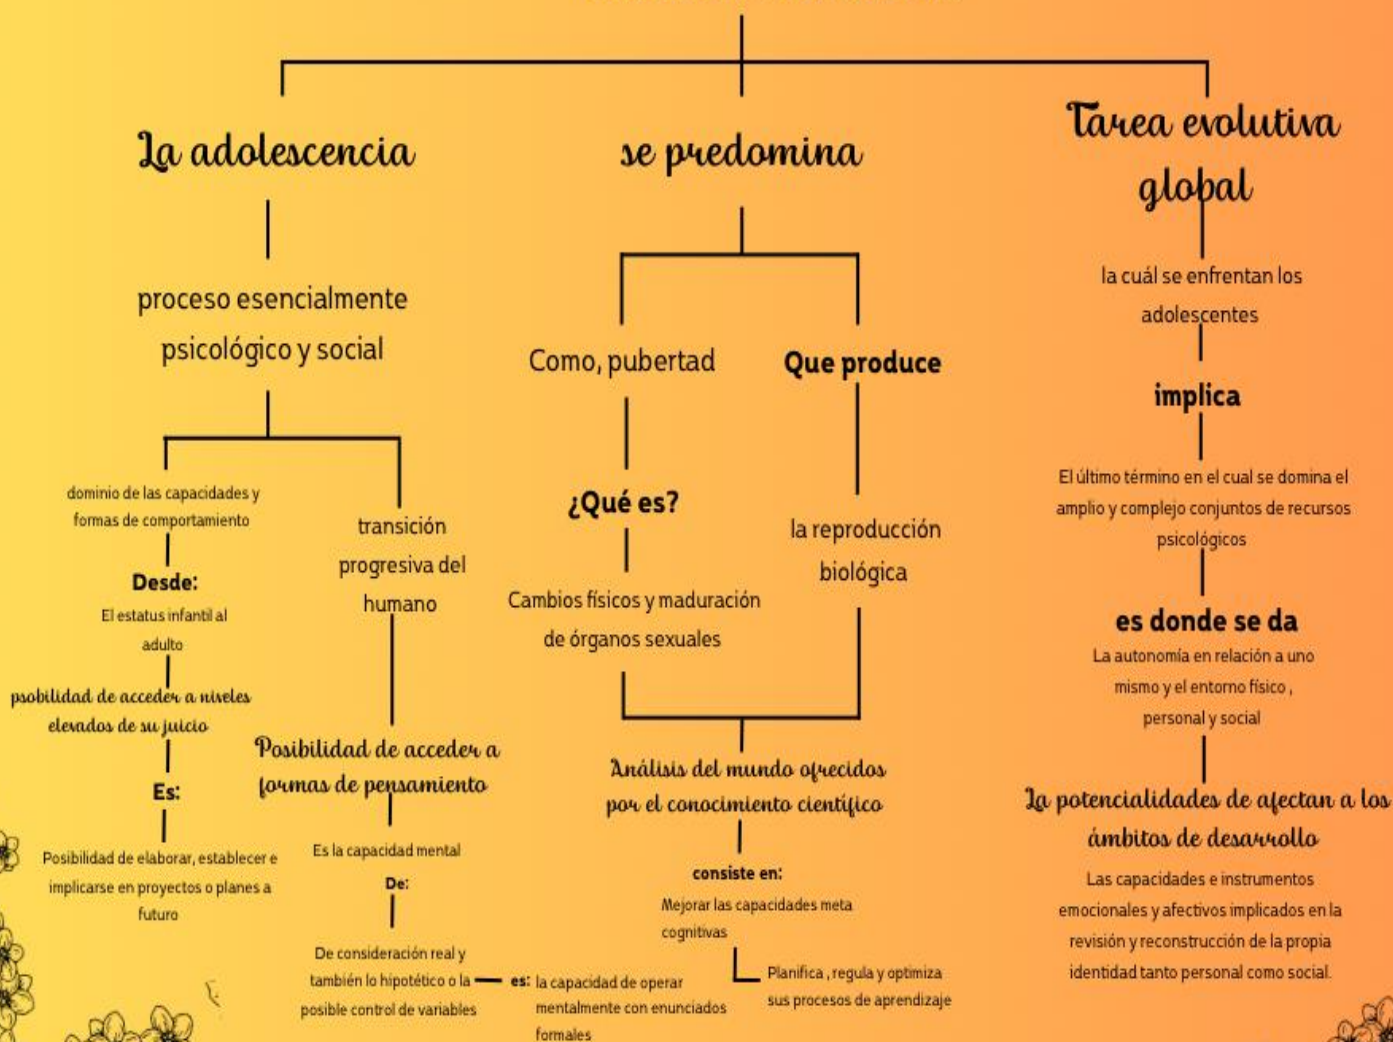 La adolescencia
proceso esencialmente
psicológico y social
dominio de las capacidades y
formas de comportamiento
Desde:
El estatus infantil al
adulto
psobilidad de acceder a niveles
elevados de su juicio
Es:
Posibilidad de elaborar, establecer e
implicarse en proyectos o planes a
futuro
transición
progresiva del
humano
Posibilidad de acceder a
formas de pensamiento
Es la capacidad mental
De:
De consideración real y
también lo hipotético o la
posible control de variables
es: la capacidad de operar
mentalmente con enunciados
formales
se predomina
Como, pubertad
¿Qué es?
Cambios físicos y maduración
de órganos sexuales
Que produce
la reproducción
biológica
Análisis del mundo ofrecidos
por el conocimiento científico
consiste en:
Mejorar las capacidades meta
cognitivas
Planifica , regula y optimiza
sus procesos de aprendizaje
Tarea evolutiva
global
la cuál se enfrentan los
adolescentes
implica
El último término en el cual se domina el
amplio y complejo conjuntos de recursos
psicológicos
es donde se da
La autonomía en relación a uno
mismo y el entorno físico ,
personal y social
La potencialidades de afectan a los
ámbitos de desarrollo
Las capacidades e instrumentos
emocionales y afectivos implicados en la
revisión y reconstrucción de la propia
identidad tanto personal como social.